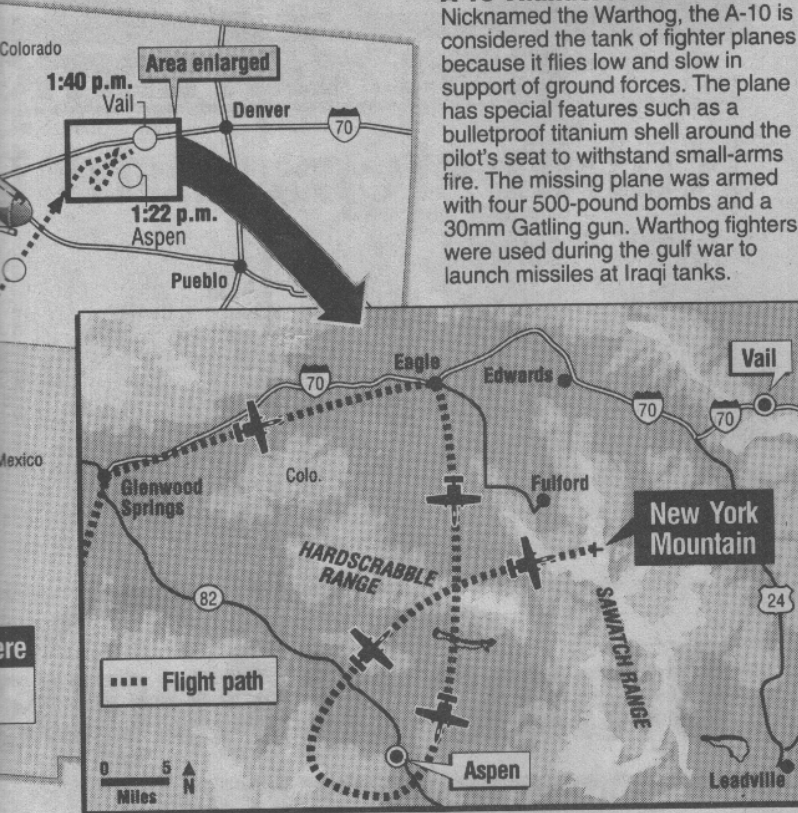 Nicknamed the Warthog, the A-10 is
considered the tank of fighter planes
because it flies low and slow in
support of ground forces. The plane
has special features such as a
bulletproof titanium shell around the
pilot's seat to withstand small-arms
fire. The missing plane was armed
with four 500-pound bombs and a
30mm Gatling gun. Warthog fighters
were used during the gulf war to
launch missiles at Iraqi tanks.
Colorado
Area enlarged
1:40 p.m.
Vail
Denver
70
1:22 p.m.
Aspen
Pueblo
Mexico
Eagle
70
Edwards
Vail
70
70
Glenwood
Springs
Colo.
Fulford
New York
Mountain
HARDSCRABBLE
RANGE
82
24
SAWATCH RANGE
Flight path
Aspen
0 5
Miles
N
Leadville